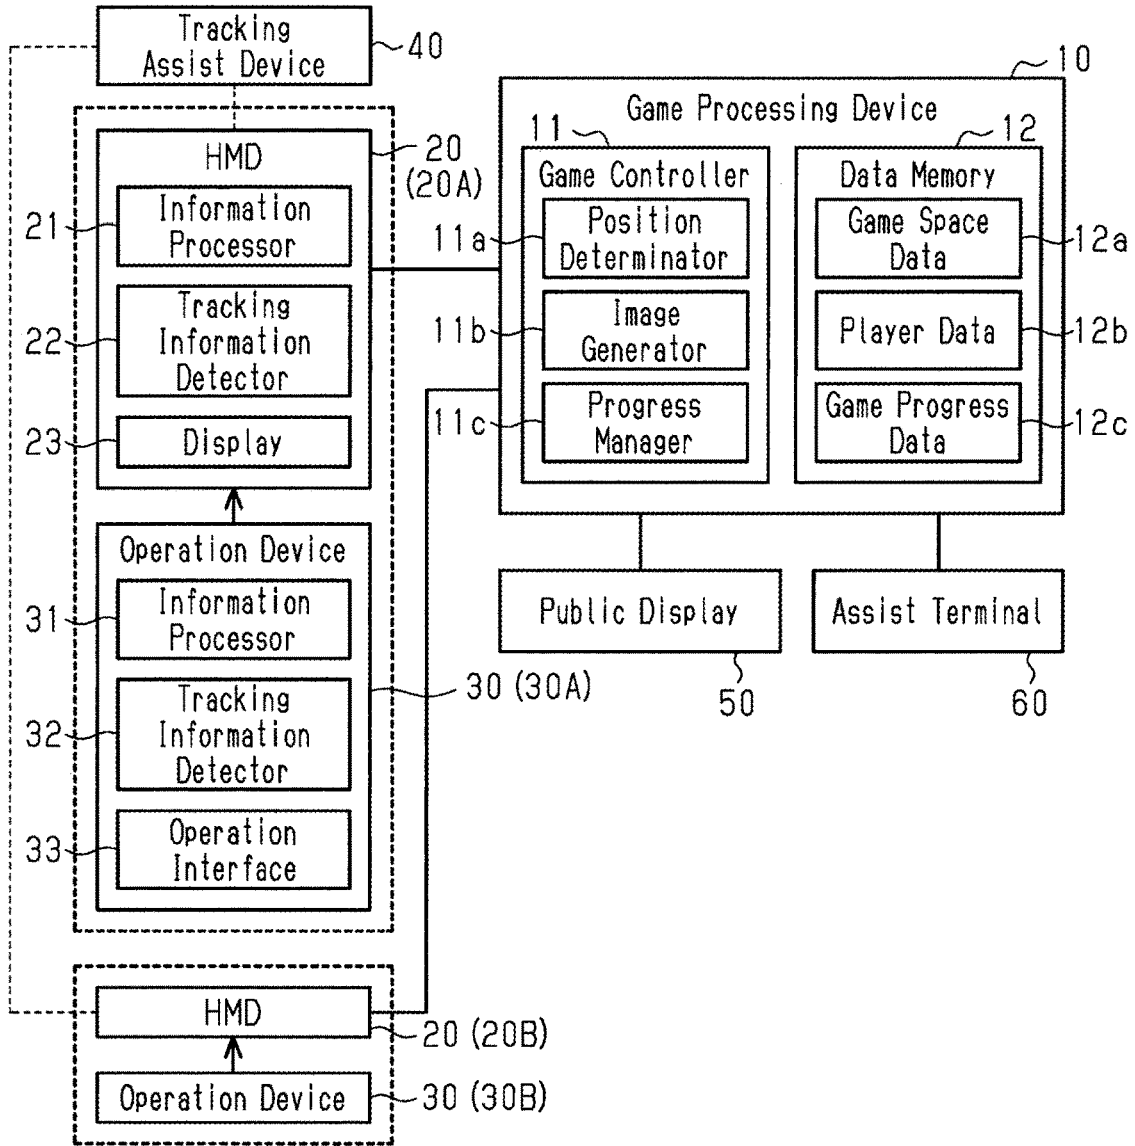 Tracking
Assist Device
40
HMD
20
(20A)
21
Information
Processor
22
Tracking
Information
Detector
23
Display
Operation Device
30 (30A)
31
Information
Processor
32
Tracking
Information
Detector
33
Operation
Interface
HMD
20 (20B)
Operation Device
30 (30B)
10
Game Processing Device
11
Game Controller
11a
Position
Determinator
11b
Image
Generator
11c
Progress
Manager
12
Data Memory
Game Space
Data
12a
Player Data
12b
Game Progress
Data
12c
Public Display
50
Assist Terminal
60